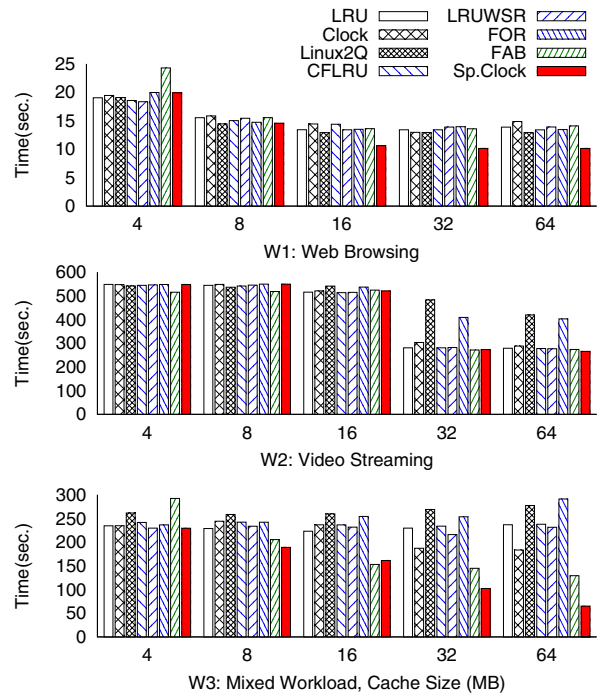 LRU LRUWSR
Clock FOR
Linux2Q FAB
CFLRU Sp.Clock
Time(sec.)
25
20
15
10
5
0
4 8 16 32 64
W1: Web Browsing
Time(sec.)
600
500
400
300
200
100
0
4 8 16 32 64
W2: Video Streaming
Time(sec.)
300
250
200
150
100
50
0
4 8 16 32 64
W3: Mixed Workload, Cache Size (MB)